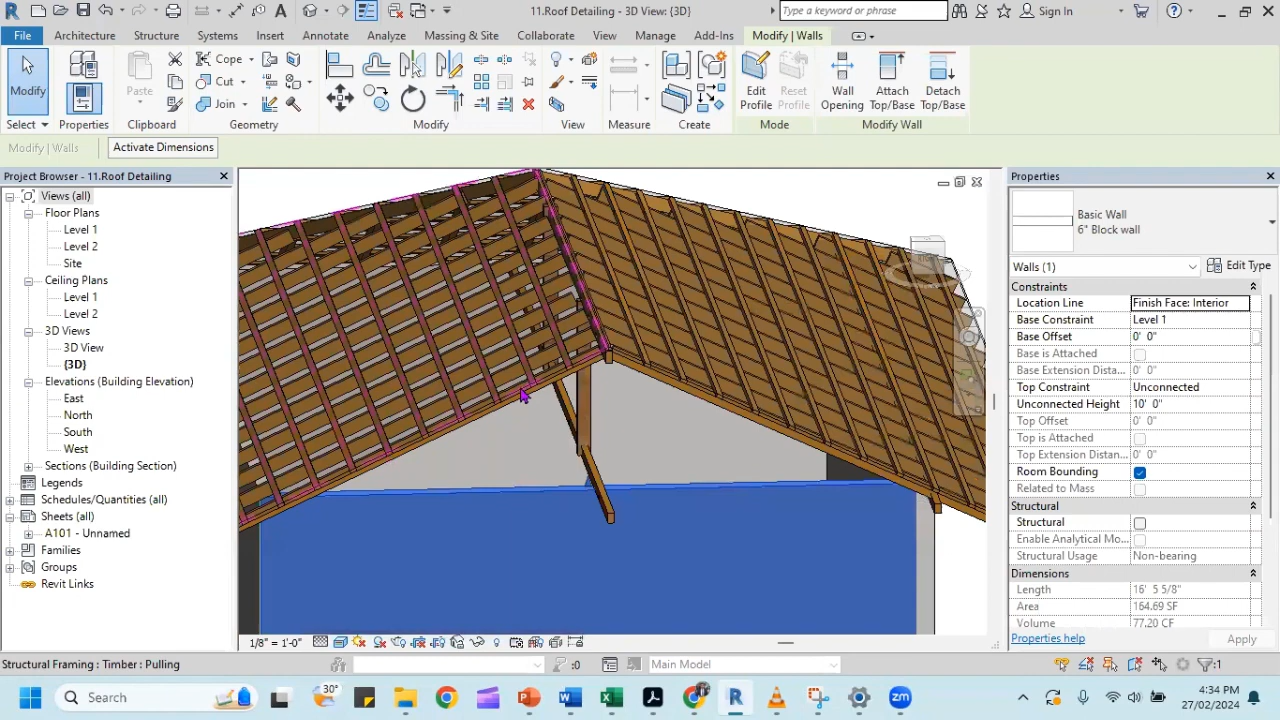 11.Roof Detailing - 3D View: {3D}
Type a keyword or phrase
Sign In
File Architecture Structure Systems Insert Annotate Analyze Massing & Site Collaborate View Manage Add-Ins Modify | Walls
Modify
Paste
Cope
Cut
Join
Edit Profile
Reset Profile
Wall Opening
Attach Top/Base
Detach Top/Base
Select Properties Clipboard Geometry Modify View Measure Create Mode Modify Wall
Modify | Walls
Activate Dimensions
Project Browser - 11.Roof Detailing
Views (all)
Floor Plans
Level 1
Level 2
Site
Ceiling Plans
Level 1
Level 2
3D Views
3D View
(3D)
Elevations (Building Elevation)
East
North
South
West
Sections (Building Section)
Legends
Schedules/Quantities (all)
Sheets (all)
A101 - Unnamed
Families
Groups
Revit Links
1/8" = 1'-0"
Properties
Basic Wall
6" Block wall
Walls (1)
Edit Type
Constraints
Location Line Finish Face: Interior
Base Constraint Level 1
Base Offset 0' 0"
Base is Attached
Base Extension Dista... 0' 0"
Top Constraint Unconnected
Unconnected Height 10' 0"
Top Offset 0' 0"
Top is Attached
Top Extension Distan... 0' 0"
Room Bounding
Related to Mass
Structural
Structural
Enable Analytical Mo...
Structural Usage Non-bearing
Dimensions
Length 16' 5 5/8"
Area 164.69 SF
Volume 77.20 CF
Properties help
Apply
Structural Framing : Timber : Pulling
:0
Main Model
:1
Search
30°
zm
4:34 PM
27/02/2024